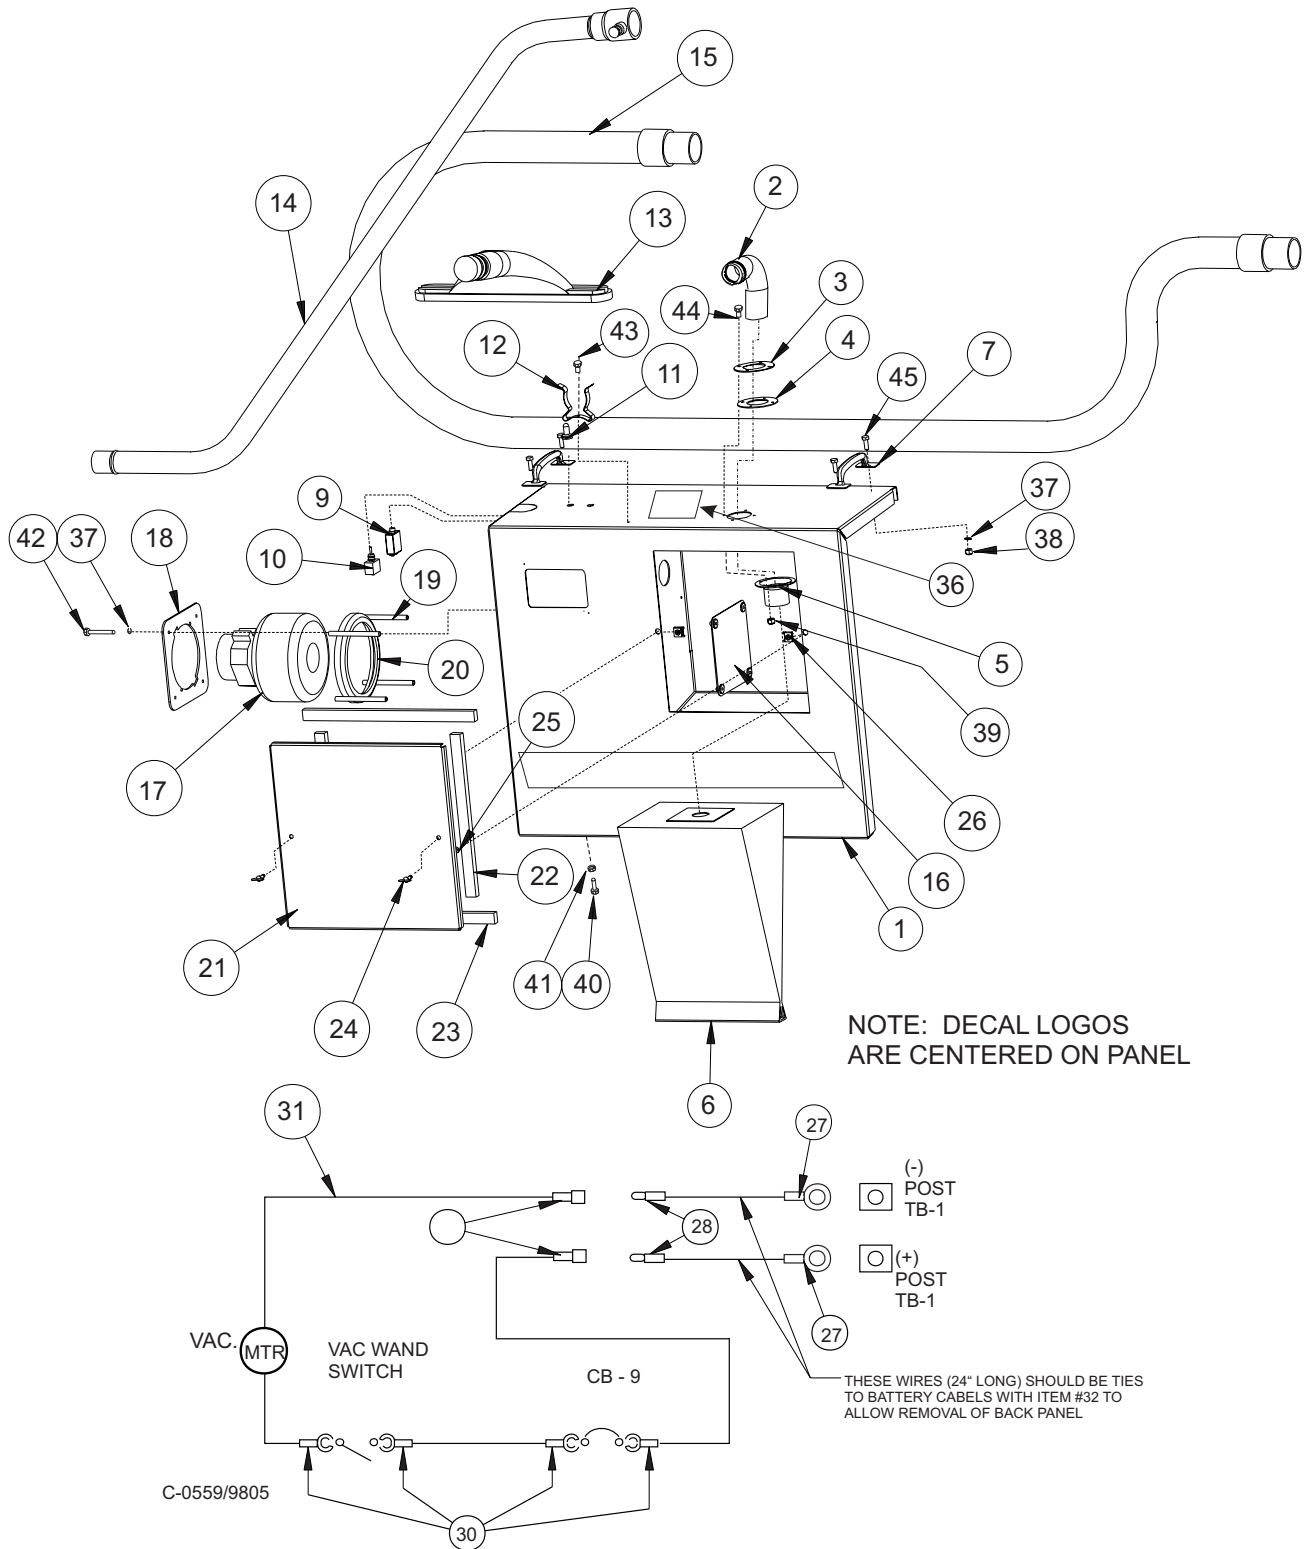 15
14
2
13
3
44
43
12
4
7
11
45
9
37
42
37
18
38
10
19
36
20
5
25
39
17
26
22
16
1
21
41
40
24
23
NOTE: DECAL LOGOS
ARE CENTERED ON PANEL
6
31
27
(-)
POST
TB-1
28
(+)
POST
TB-1
27
VAC.
MTR
VAC WAND
SWITCH
CB - 9
THESE WIRES (24" LONG) SHOULD BE TIES
TO BATTERY CABELS WITH ITEM #32 TO
ALLOW REMOVAL OF BACK PANEL
C-0559/9805
30